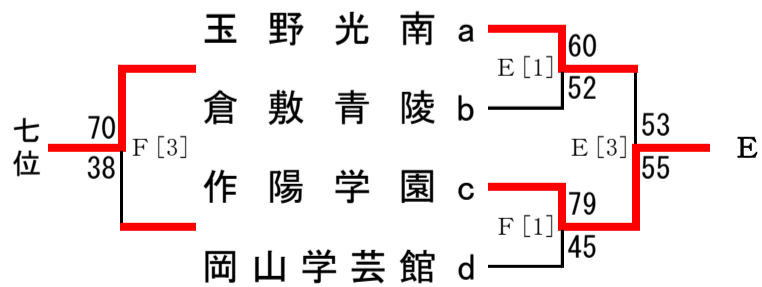 玉野光南 a
60
E [1]
52
倉敷青陵 b
七位
70
38
F [3]
53
E [3]
55
E
作陽学園 c
79
F [1]
45
岡山学芸館 d